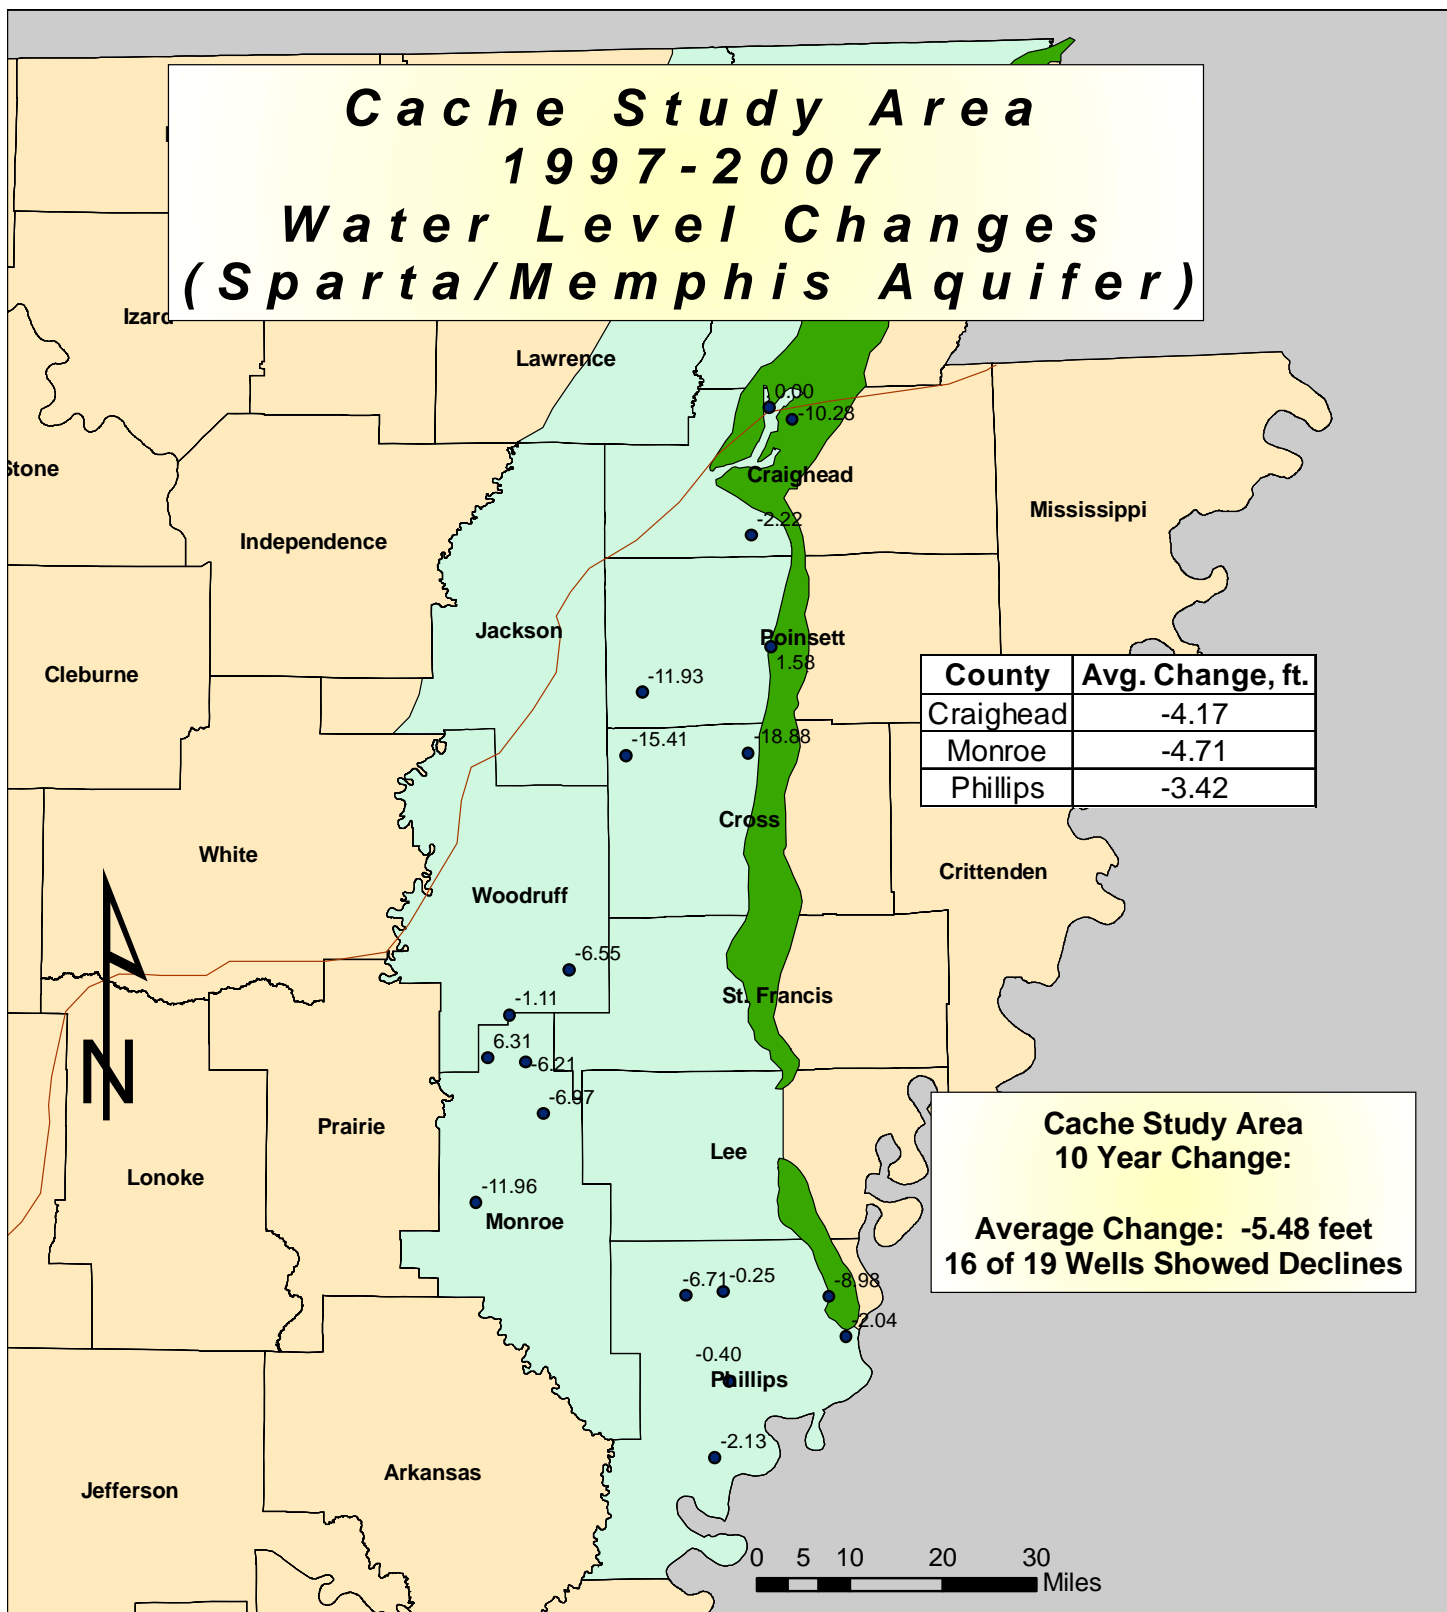 Cache Study Area
1997-2007
Water Level Changes
(Sparta/Memphis Aquifer)
Izard
Lawrence
0.00
-10.28
Stone
Craighead
Mississippi
-2.22
Independence
Jackson
Poinsett
1.58
Cleburne
-11.93
County Avg. Change, ft.
Craighead -4.17
Monroe -4.71
Phillips -3.42
-15.41
-18.88
Cross
White
Crittenden
Woodruff
-6.55
St. Francis
-1.11
6.31
-6.21
-6.97
N
Prairie
Lee
Lonoke
Cache Study Area
10 Year Change:
Average Change: -5.48 feet
16 of 19 Wells Showed Declines
-11.96
Monroe
-6.71
-0.25
-8.98
-2.04
-0.40
Phillips
-2.13
Arkansas
Jefferson
0 5 10 20 30
Miles